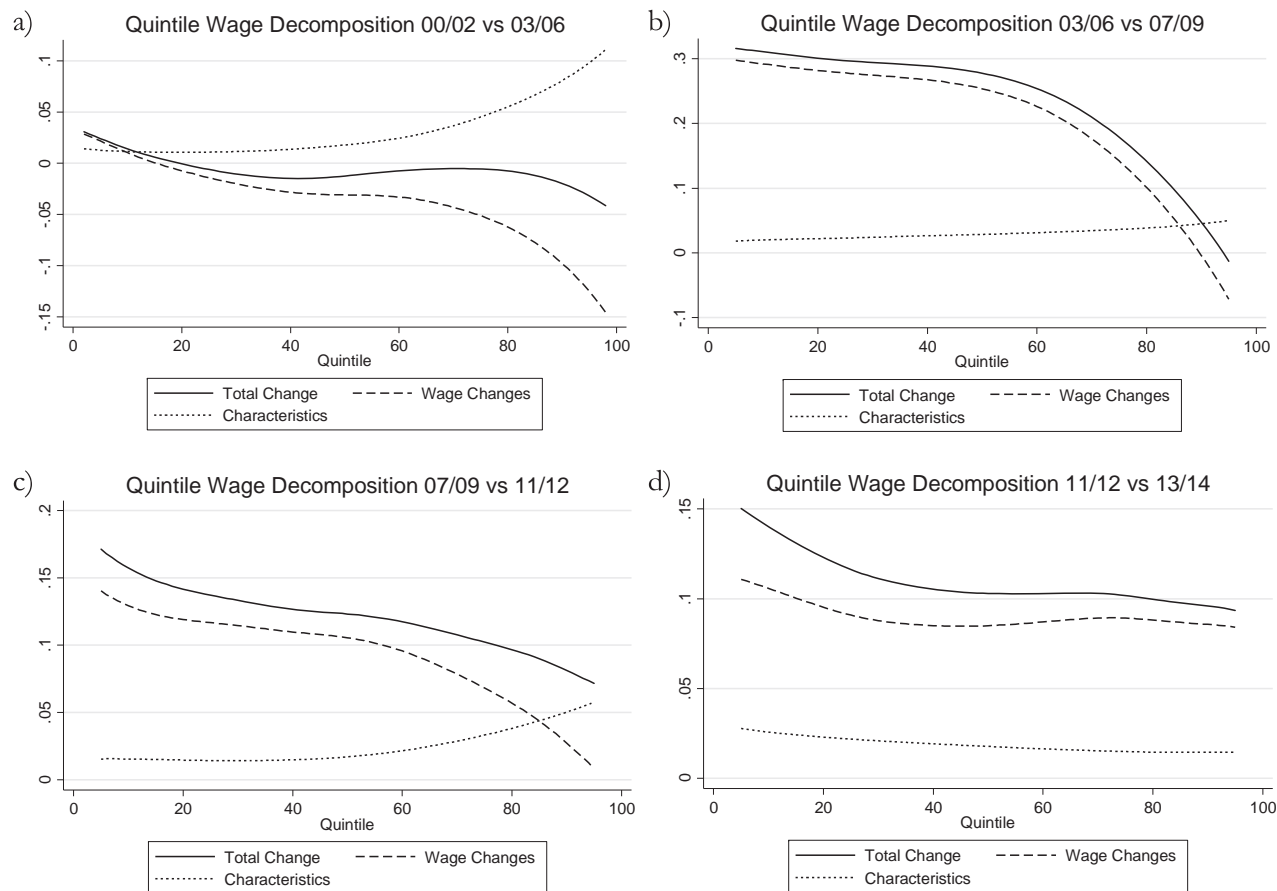 a)
Quintile Wage Decomposition 00/02 vs 03/06
.1
.05
0
-.05
-.1
-.15
0 20 40 60 80 100
Quintile
Total Change Wage Changes
Characteristics
b)
Quintile Wage Decomposition 03/06 vs 07/09
.3
.2
.1
0
-.1
0 20 40 60 80 100
Quintile
Total Change Wage Changes
Characteristics
c)
Quintile Wage Decomposition 07/09 vs 11/12
.2
.15
.1
.05
0
0 20 40 60 80 100
Quintile
Total Change Wage Changes
Characteristics
d)
Quintile Wage Decomposition 11/12 vs 13/14
.15
.1
.05
0
0 20 40 60 80 100
Quintile
Total Change Wage Changes
Characteristics